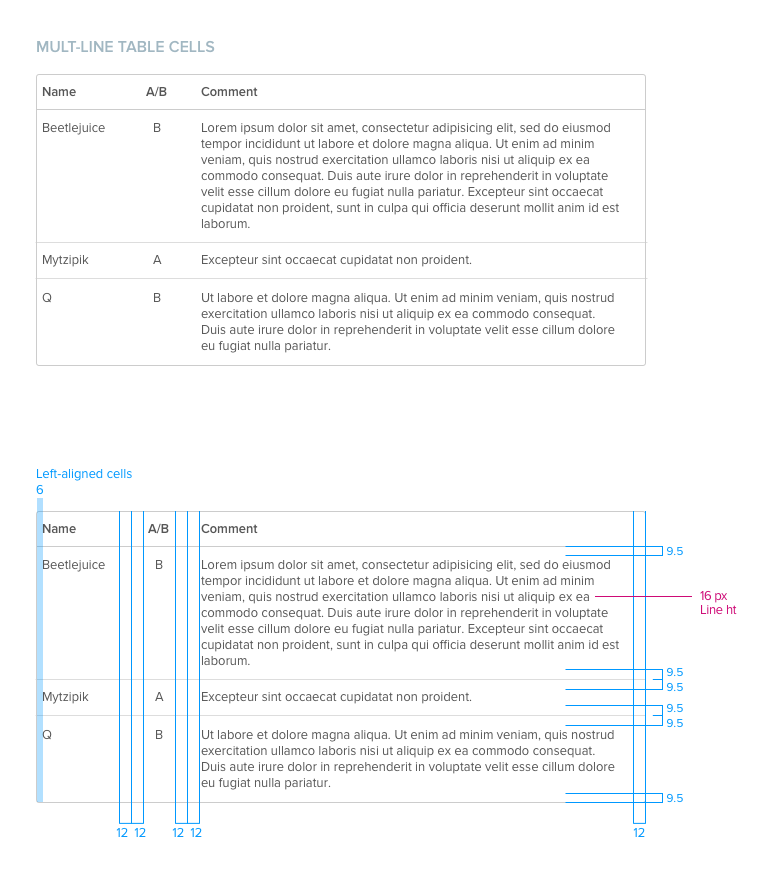 MULT-LINE TABLE CELLS
Name A/B Comment
Beetlejuice B Lorem ipsum dolor sit amet, consectetur adipisicing elit, sed do eiusmod
tempor incididunt ut labore et dolore magna aliqua. Ut enim ad minim
veniam, quis nostrud exercitation ullamco laboris nisi ut aliquip ex ea
commodo consequat. Duis aute irure dolor in reprehenderit in voluptate
velit esse cillum dolore eu fugiat nulla pariatur. Excepteur sint occaecat
cupidatat non proident, sunt in culpa qui officia deserunt mollit anim id est
laborum.
Mytzipik A Excepteur sint occaecat cupidatat non proident.
Q B Ut labore et dolore magna aliqua. Ut enim ad minim veniam, quis nostrud
exercitation ullamco laboris nisi ut aliquip ex ea commodo consequat.
Duis aute irure dolor in reprehenderit in voluptate velit esse cillum dolore
eu fugiat nulla pariatur.
Left-aligned cells
6
Name A/B Comment
9.5
Beetlejuice B Lorem ipsum dolor sit amet, consectetur adipisicing elit, sed do eiusmod
tempor incididunt ut labore et dolore magna aliqua. Ut enim ad minim
veniam, quis nostrud exercitation ullamco laboris nisi ut aliquip ex ea 16 px
commodo consequat. Duis aute irure dolor in reprehenderit in voluptate Line ht
velit esse cillum dolore eu fugiat nulla pariatur. Excepteur sint occaecat
cupidatat non proident, sunt in culpa qui officia deserunt mollit anim id est
laborum.
9.5
9.5
Mytzipik A Excepteur sint occaecat cupidatat non proident.
9.5
9.5
Q B Ut labore et dolore magna aliqua. Ut enim ad minim veniam, quis nostrud
exercitation ullamco laboris nisi ut aliquip ex ea commodo consequat.
Duis aute irure dolor in reprehenderit in voluptate velit esse cillum dolore
eu fugiat nulla pariatur.
9.5
12 12 12 12 12